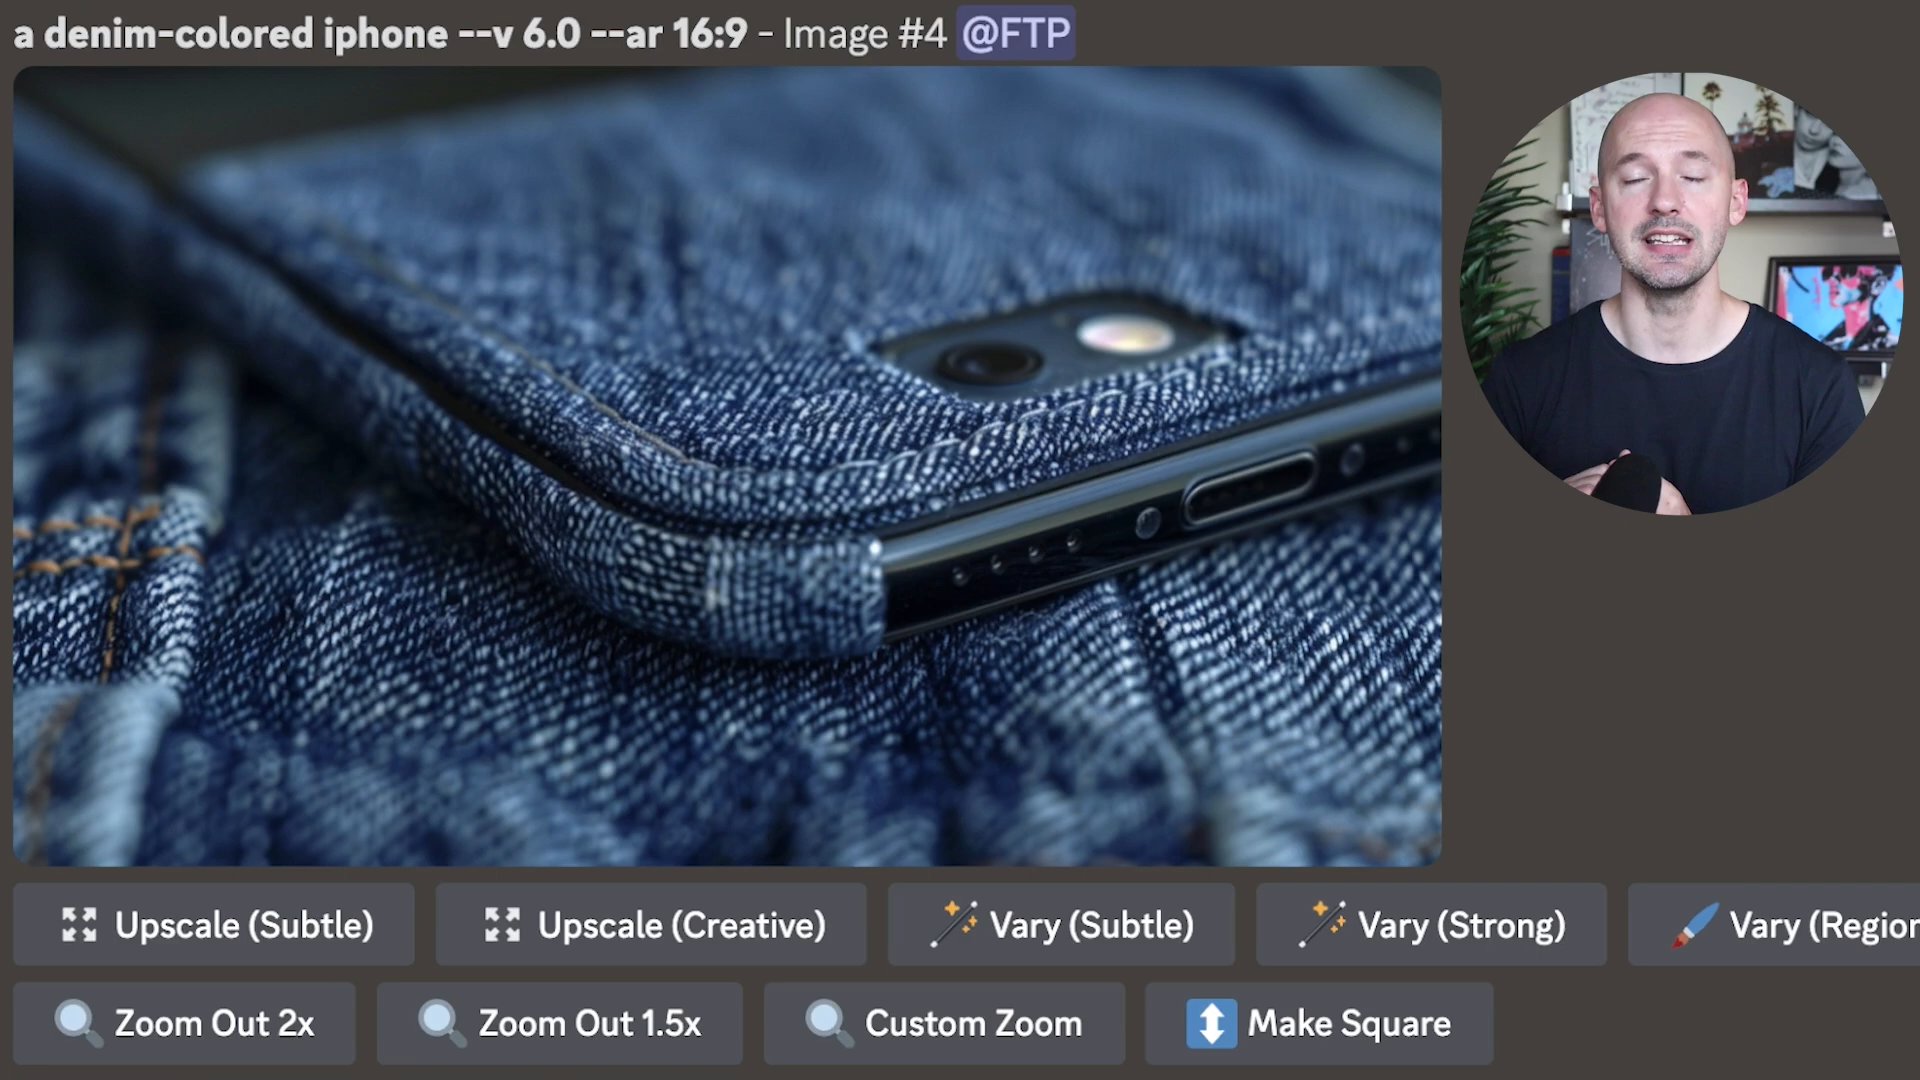 a denim-colored iphone --v 6.0 --ar 16:9 - Image #4 @FTP
Upscale (Subtle) Upscale (Creative) Vary (Subtle) Vary (Strong) Vary (Region
Zoom Out 2x Zoom Out 1.5x Custom Zoom Make Square